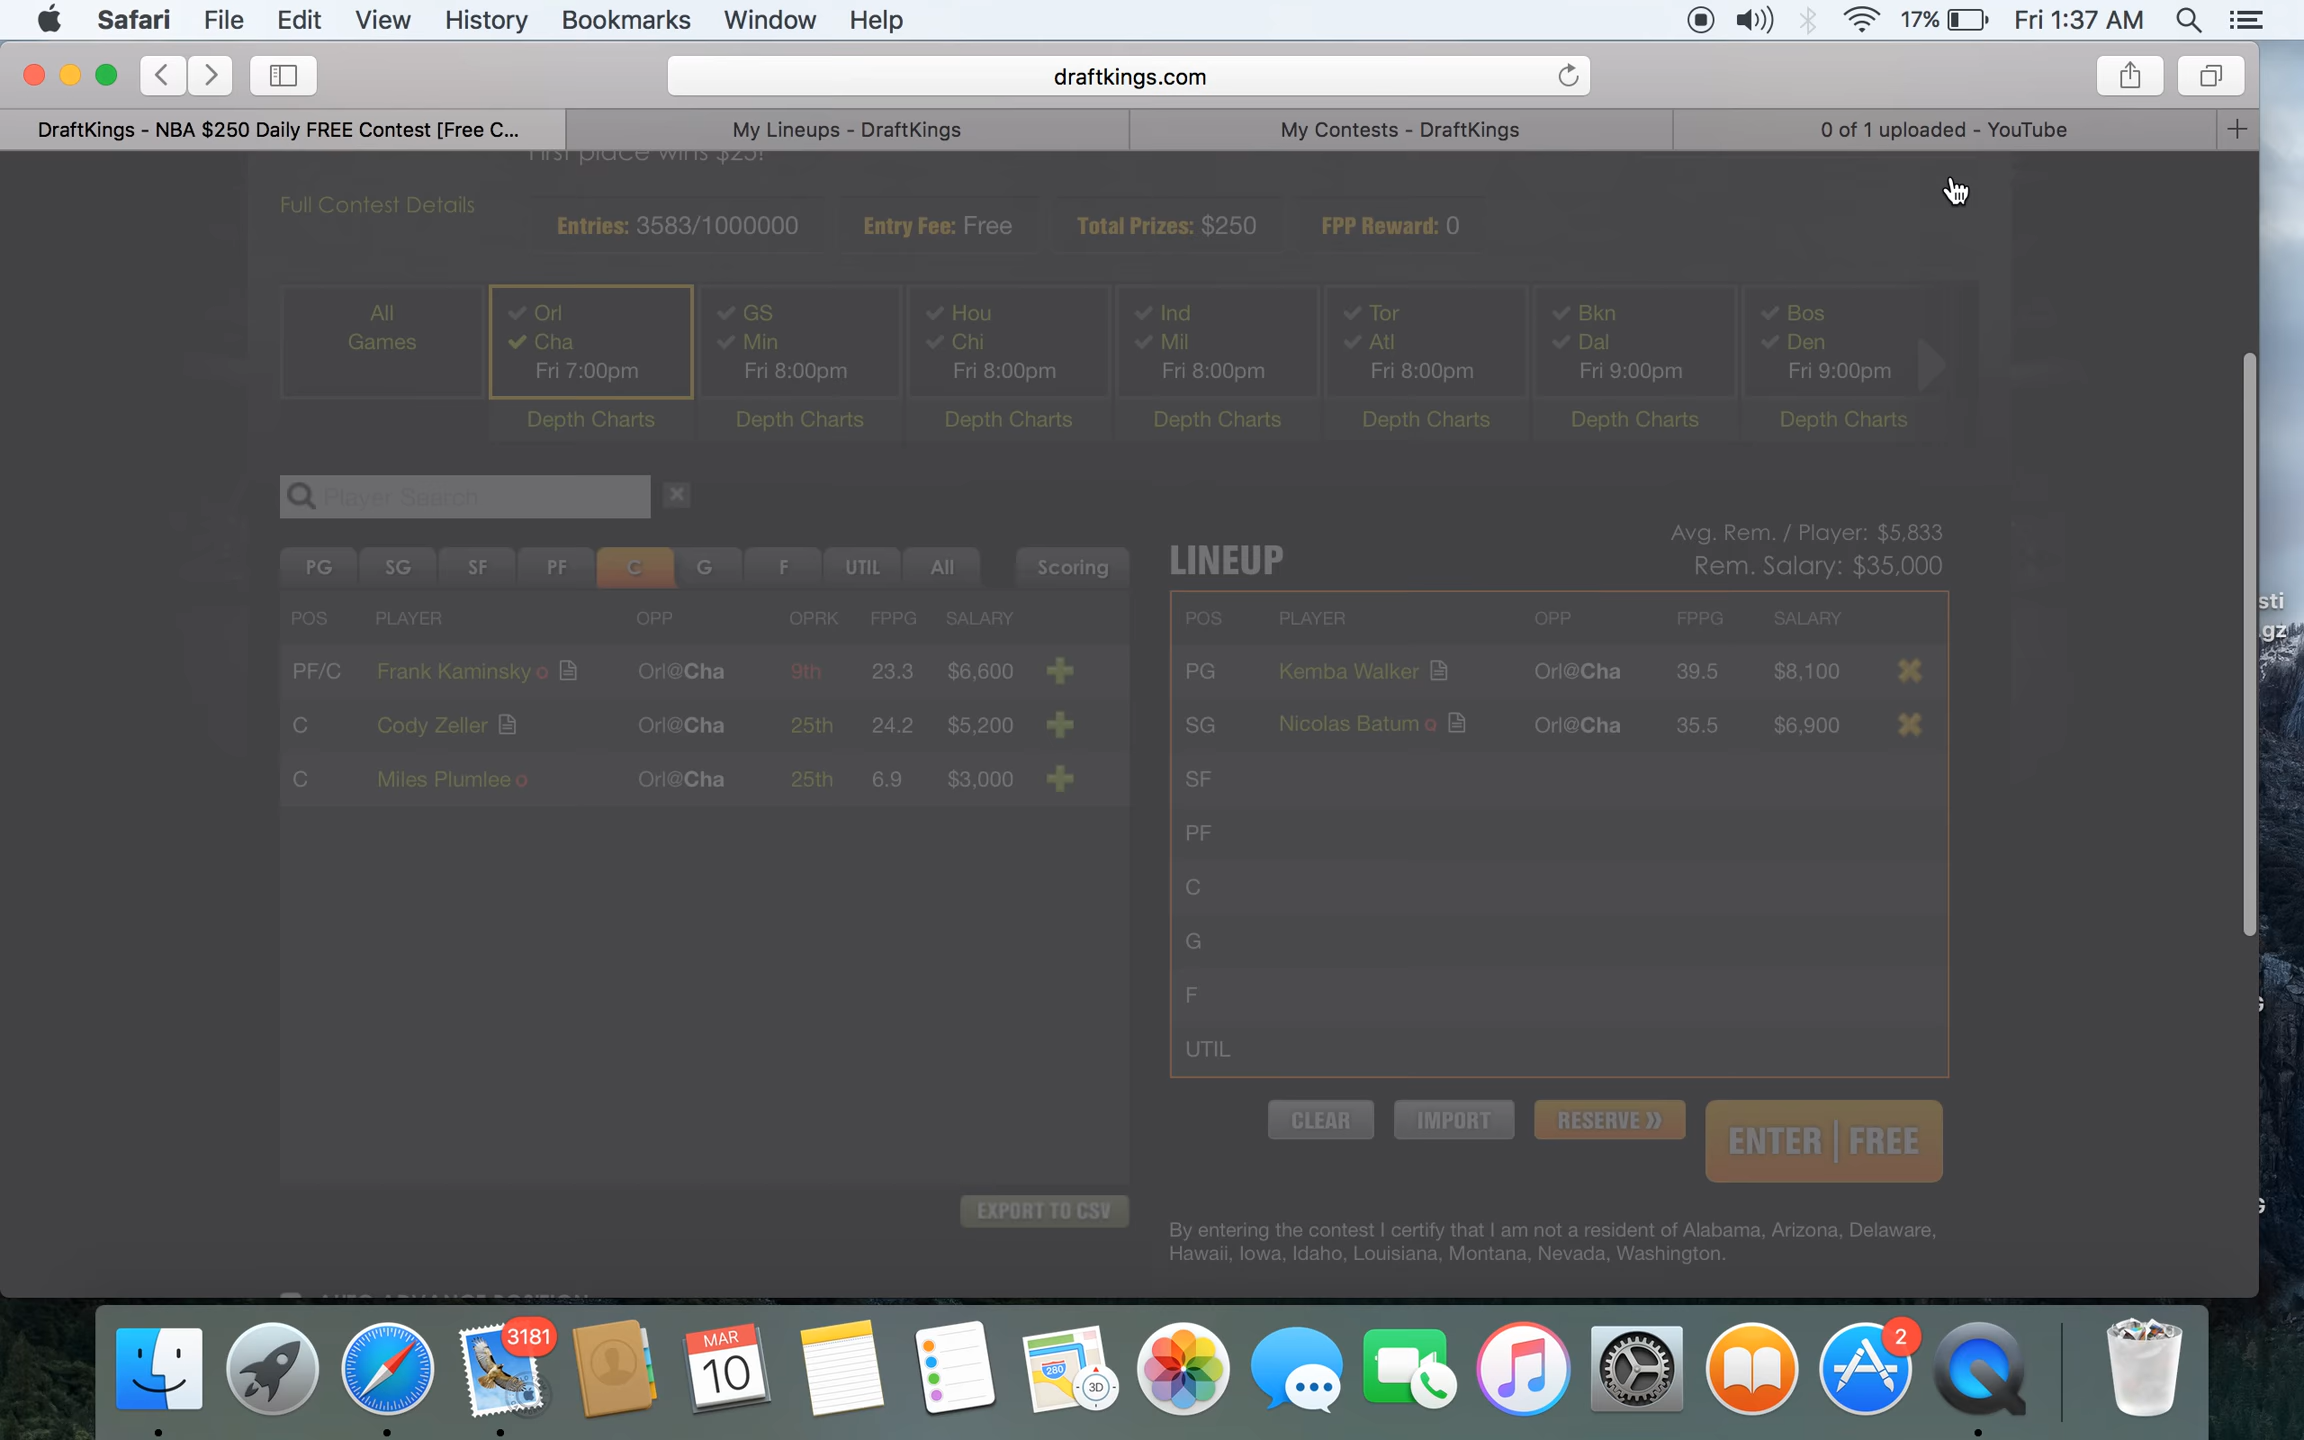 Safari File Edit View History Bookmarks Window Help 17% Fri 1:37 AM
draftkings.com
DraftKings - NBA $250 Daily FREE Contest [Free C... My Lineups - DraftKings My Contests - DraftKings 0 of 1 uploaded - YouTube
First place wins $25!
Full Contest Details
Entries: 3583/1000000 Entry Fee: Free Total Prizes: $250 FPP Reward: 0
All Games
Orl
Cha
Fri 7:00pm
Depth Charts
GS
Min
Fri 8:00pm
Depth Charts
Hou
Chi
Fri 8:00pm
Depth Charts
Ind
Mil
Fri 8:00pm
Depth Charts
Tor
Atl
Fri 8:00pm
Depth Charts
Bkn
Dal
Fri 9:00pm
Depth Charts
Bos
Den
Fri 9:00pm
Depth Charts
Player Search
PG SG SF PF C G F UTIL All Scoring
POS PLAYER OPP OPRK FPPG SALARY
PF/C Frank Kaminsky O Orl@Cha 9th 23.3 $6,600
C Cody Zeller Orl@Cha 25th 24.2 $5,200
C Miles Plumlee O Orl@Cha 25th 6.9 $3,000
EXPORT TO CSV
LINEUP
Avg. Rem. / Player: $5,833
Rem. Salary: $35,000
POS PLAYER OPP FPPG SALARY
PG Kemba Walker Orl@Cha 39.5 $8,100
SG Nicolas Batum Q Orl@Cha 35.5 $6,900
SF
PF
C
G
F
UTIL
CLEAR IMPORT RESERVE ENTER | FREE
By entering the contest I certify that I am not a resident of Alabama, Arizona, Delaware,
Hawaii, Iowa, Idaho, Louisiana, Montana, Nevada, Washington.
AUTO ADVANCE POSITION
sti
.gz
3181
MAR
10
280
3D
2